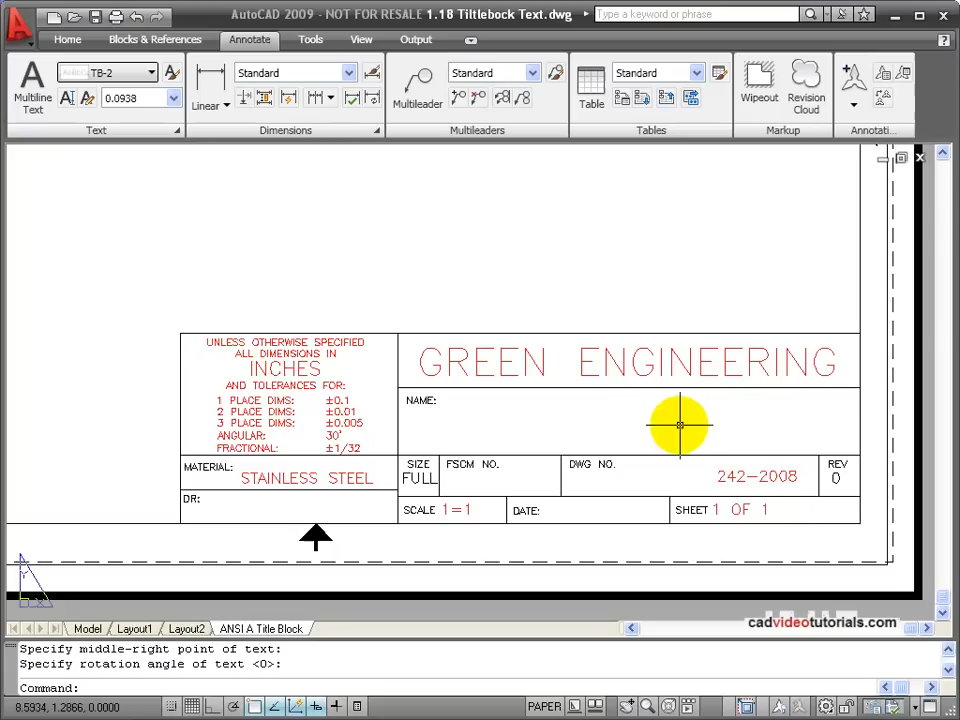 AutoCAD 2009 - NOT FOR RESALE 1.18 Tiltlebock Text.dwg
Type a keyword or phrase
Home Blocks & References Annotate Tools View Output
Multiline Text
TB-2
0.0938
Text
Linear
Standard
Dimensions
Multileader
Standard
Multileaders
Table
Standard
Tables
Wipeout
Revision Cloud
Markup
Annotati...
UNLESS OTHERWISE SPECIFIED
ALL DIMENSIONS IN
INCHES
AND TOLERANCES FOR:
1 PLACE DIMS: ±0.1
2 PLACE DIMS: ±0.01
3 PLACE DIMS: ±0.005
ANGULAR: 30'
FRACTIONAL: ±1/32
MATERIAL: STAINLESS STEEL
DR:
GREEN ENGINEERING
NAME:
SIZE FULL
FSCM NO.
DWG NO. 242-2008
REV 0
SCALE 1=1
DATE:
SHEET 1 OF 1
cadvideotutorials.com
Model Layout1 Layout2 ANSI A Title Block
Specify middle-right point of text:
Specify rotation angle of text <0>:
Command:
8.5934, 1.2866, 0.0000
PAPER